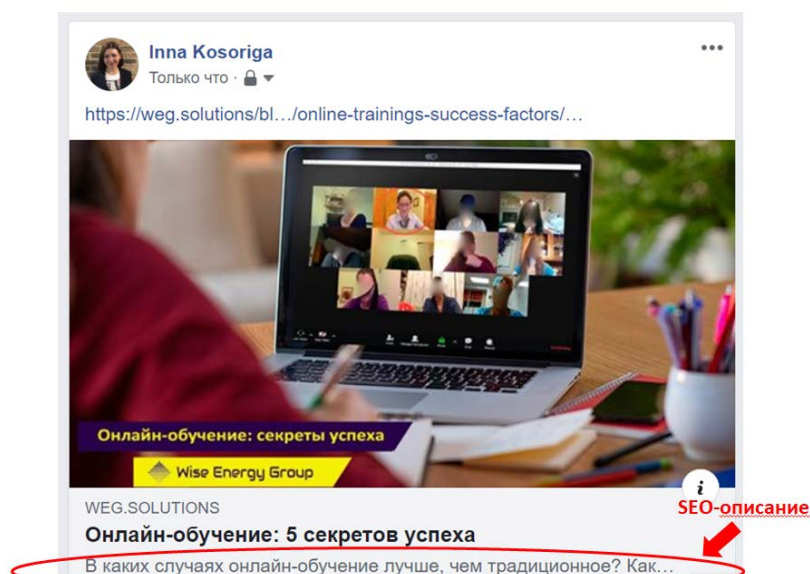 Inna Kosoriga
Только что
https://weg.solutions/bl…/online-trainings-success-factors/…
Онлайн-обучение: секреты успеха
Wise Energy Group
i
WEG.SOLUTIONS
SEO-описание
Онлайн-обучение: 5 секретов успеха
В каких случаях онлайн-обучение лучше, чем традиционное? Как…